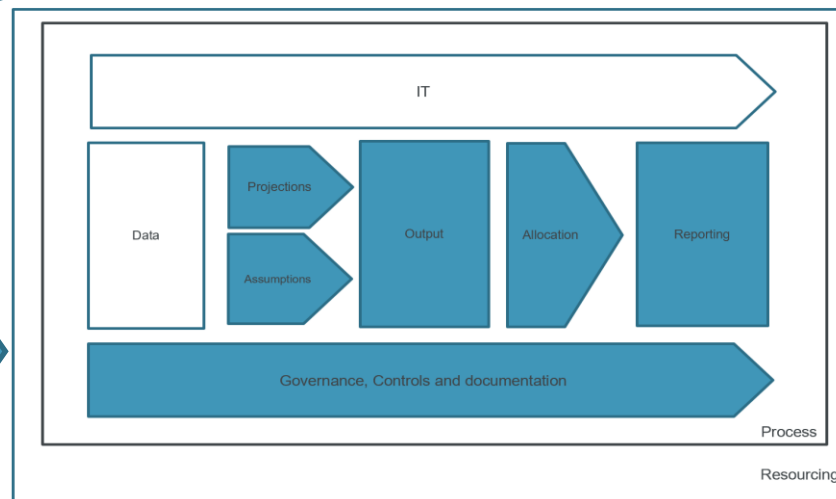 IT
Data
Projections
Assumptions
Output
Allocation
Reporting
Governance, Controls and documentation
Process
Resourcing